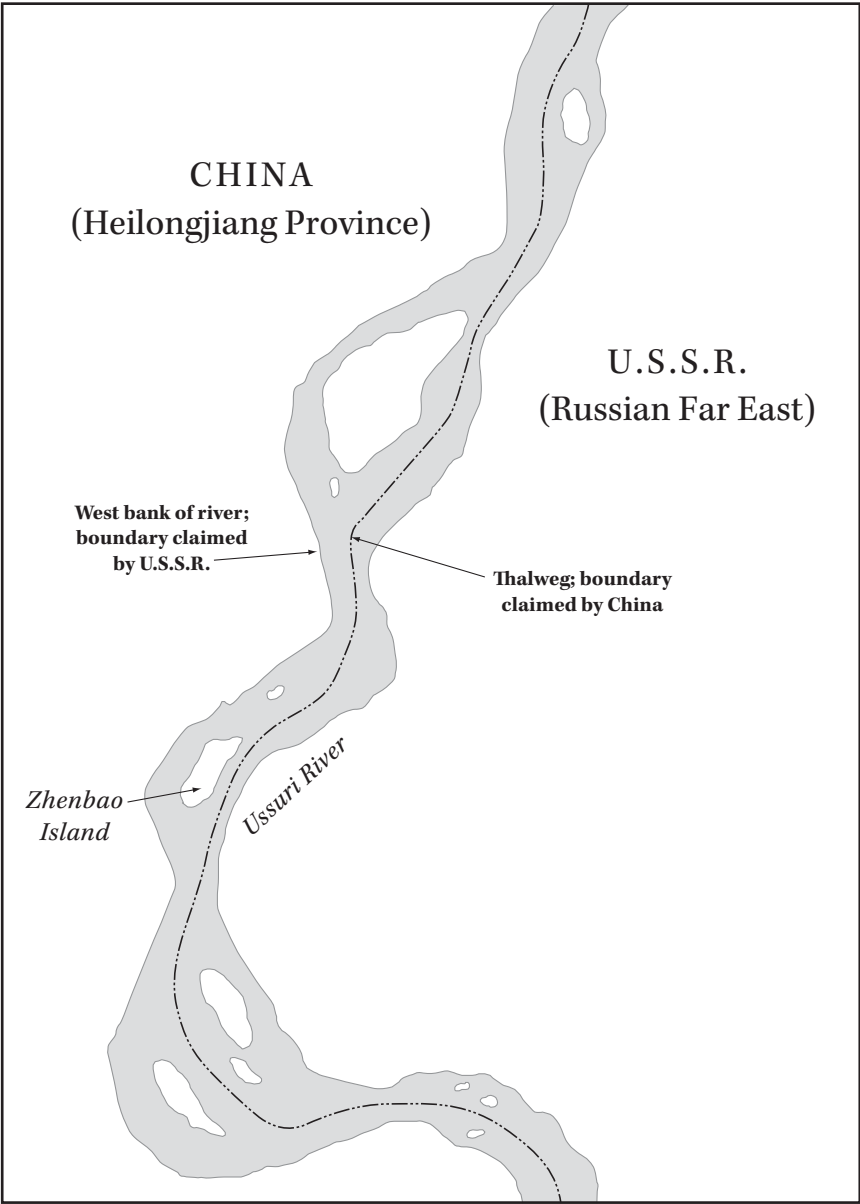 CHINA
(Heilongjiang Province)
U.S.S.R.
(Russian Far East)
West bank of river;
boundary claimed
by U.S.S.R.
Thalweg; boundary
claimed by China
Ussuri River
Zhenbao
Island